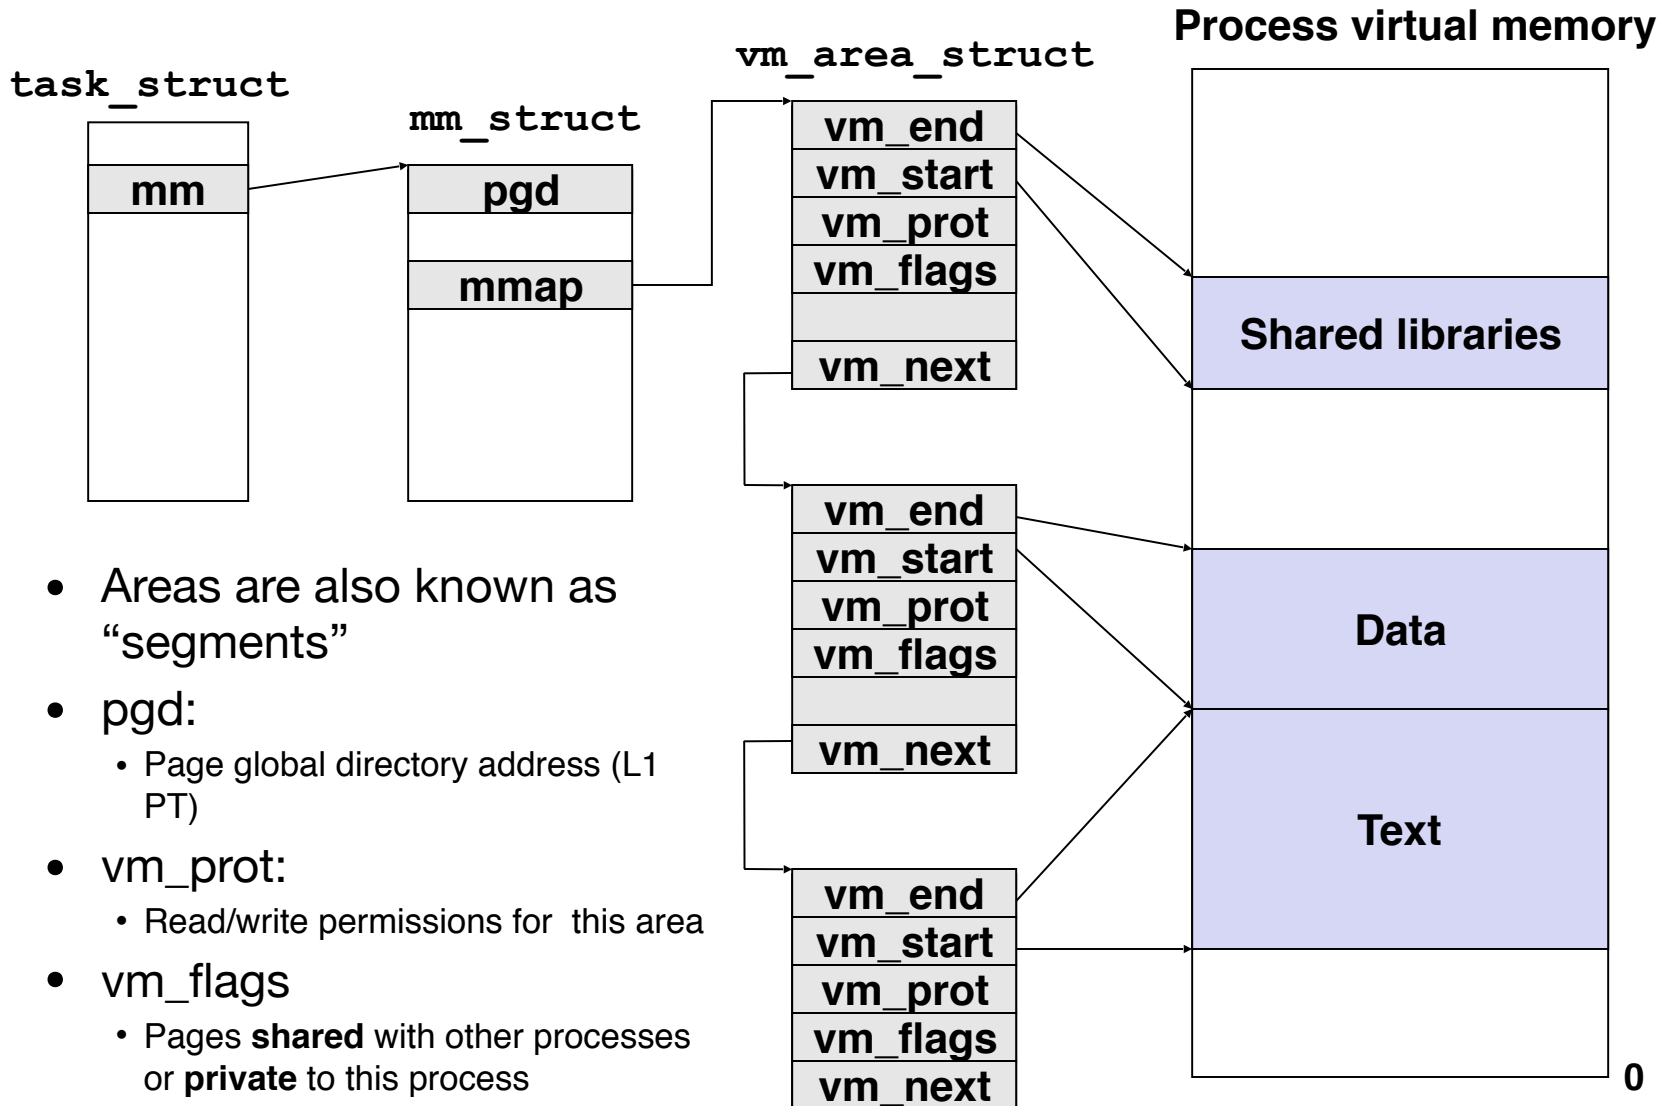 Process virtual memory
vm_area_struct
task_struct
mm_struct
mm
pgd
mmap
vm_end
vm_start
vm_prot
vm_flags
vm_next
vm_end
vm_start
vm_prot
vm_flags
vm_next
vm_end
vm_start
vm_prot
vm_flags
vm_next
Shared libraries
Data
Text
0
• Areas are also known as
“segments”
• pgd:
• Page global directory address (L1
PT)
• vm_prot:
• Read/write permissions for this area
• vm_flags
• Pages shared with other processes
or private to this process